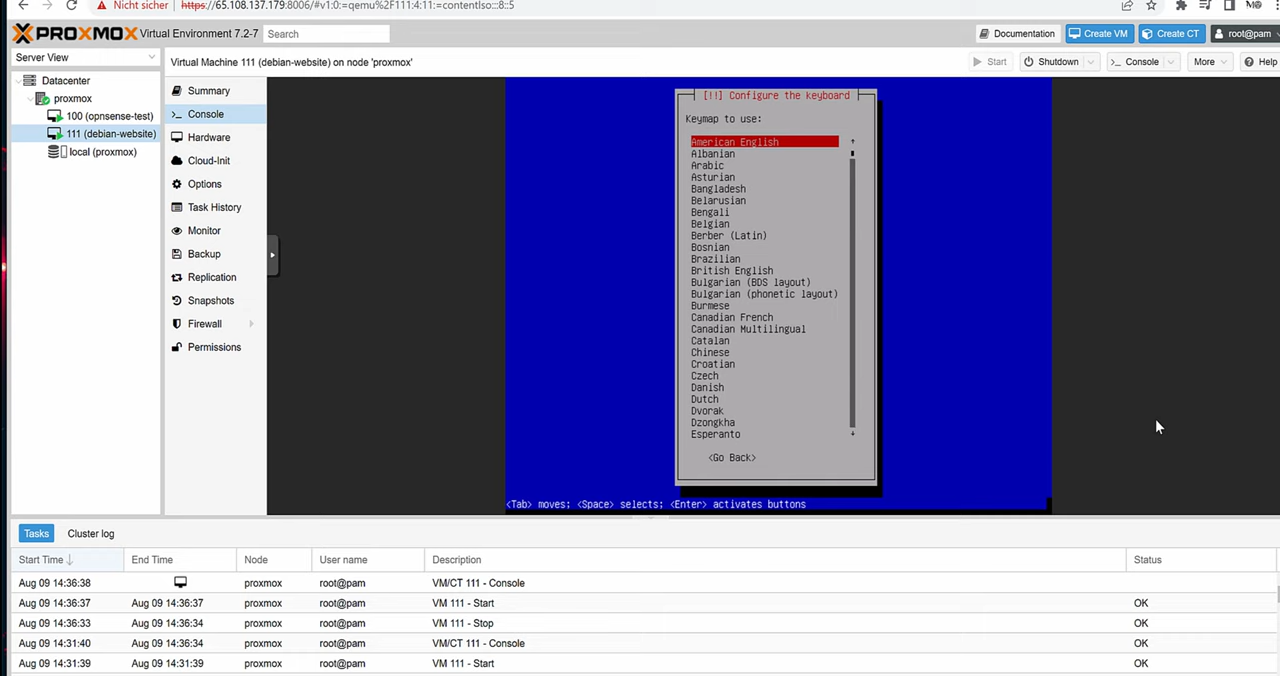 Nicht sicher https://65.108.137.179:8006/#v1:0:=qemu%2F111:4:11:=contentIso:::8::5
PROXMOX Virtual Environment 7.2-7 Search Documentation Create VM Create CT root@pam
Server View
Virtual Machine 111 (debian-website) on node 'proxmox' Start Shutdown Console More Help
Datacenter
proxmox
100 (opnsense-test)
111 (debian-website)
local (proxmox)
Summary
Console
Hardware
Cloud-Init
Options
Task History
Monitor
Backup
Replication
Snapshots
Firewall
Permissions
[!!] Configure the keyboard
Keymap to use:
American English
Albanian
Arabic
Asturian
Bangladesh
Belarusian
Bengali
Belgian
Berber (Latin)
Bosnian
Brazilian
British English
Bulgarian (BDS layout)
Bulgarian (phonetic layout)
Burmese
Canadian French
Canadian Multilingual
Catalan
Chinese
Croatian
Czech
Danish
Dutch
Dvorak
Dzongkha
Esperanto
<Go Back>
<Tab> moves; <Space> selects; <Enter> activates buttons
Tasks Cluster log
Start Time End Time Node User name Description Status
Aug 09 14:36:38 proxmox root@pam VM/CT 111 - Console
Aug 09 14:36:37 Aug 09 14:36:37 proxmox root@pam VM 111 - Start OK
Aug 09 14:36:33 Aug 09 14:36:34 proxmox root@pam VM 111 - Stop OK
Aug 09 14:31:40 Aug 09 14:36:34 proxmox root@pam VM/CT 111 - Console OK
Aug 09 14:31:39 Aug 09 14:31:39 proxmox root@pam VM 111 - Start OK